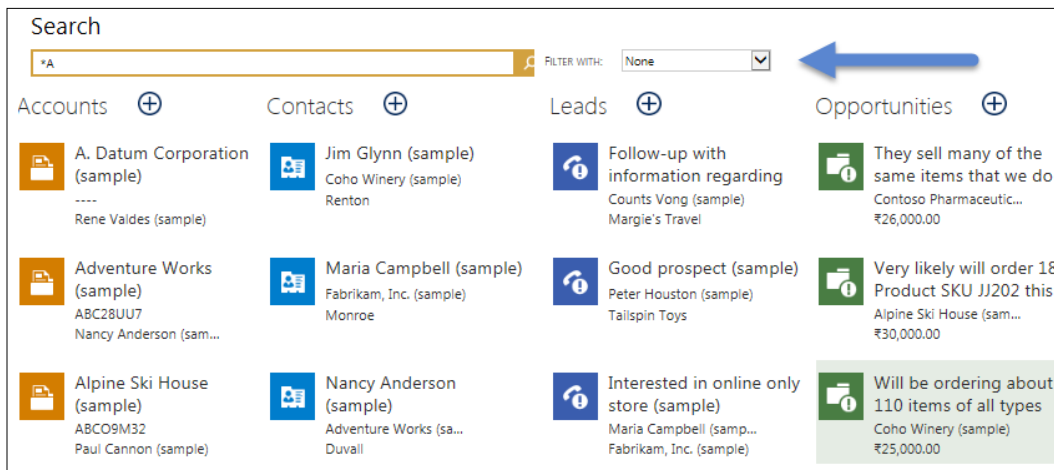 Search
*A
FILTER WITH: None
Accounts
A. Datum Corporation
(sample)
----
Rene Valdes (sample)
Adventure Works
(sample)
ABC28UU7
Nancy Anderson (sam...
Alpine Ski House
(sample)
ABCO9M32
Paul Cannon (sample)
Contacts
Jim Glynn (sample)
Coho Winery (sample)
Renton
Maria Campbell (sample)
Fabrikam, Inc. (sample)
Monroe
Nancy Anderson
(sample)
Adventure Works (sa...
Duvall
Leads
Follow-up with
information regarding
Counts Vong (sample)
Margie's Travel
Good prospect (sample)
Peter Houston (sample)
Tailspin Toys
Interested in online only
store (sample)
Maria Campbell (samp...
Fabrikam, Inc. (sample)
Opportunities
They sell many of the
same items that we do
Contoso Pharmaceutic...
₹26,000.00
Very likely will order 18
Product SKU JJ202 this
Alpine Ski House (sam...
₹30,000.00
Will be ordering about
110 items of all types
Coho Winery (sample)
₹25,000.00